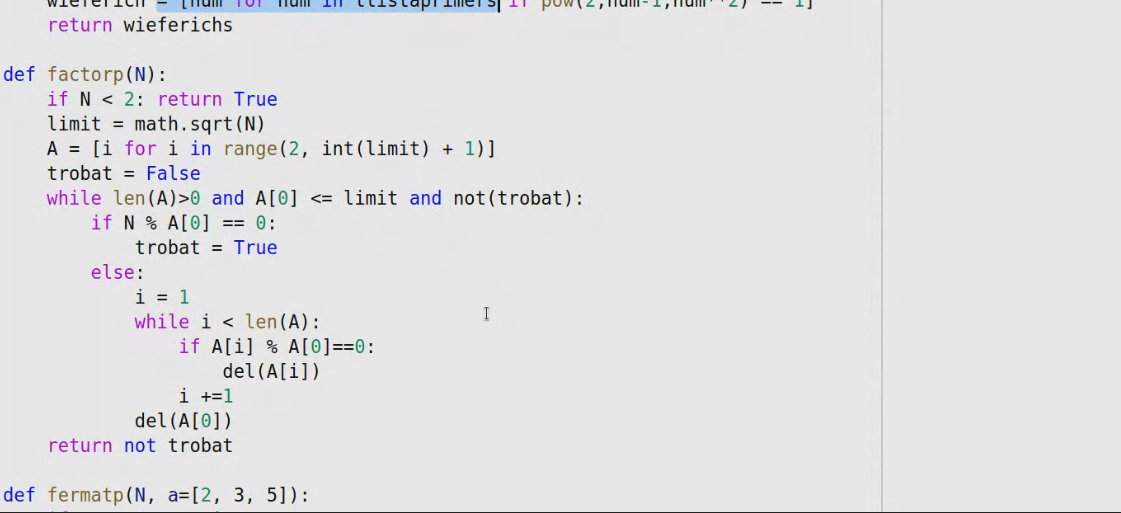 wieferich = [num for num in llistaprimers if pow(2,num-1,num**2) == 1]
    return wieferichs
def factorp(N):
    if N < 2: return True
    limit = math.sqrt(N)
    A = [i for i in range(2, int(limit) + 1)]
    trobat = False
    while len(A)>0 and A[0] <= limit and not(trobat):
        if N % A[0] == 0:
            trobat = True
        else:
            i = 1
            while i < len(A):
                if A[i] % A[0]==0:
                    del(A[i])
                i +=1
            del(A[0])
    return not trobat
def fermatp(N, a=[2, 3, 5]):